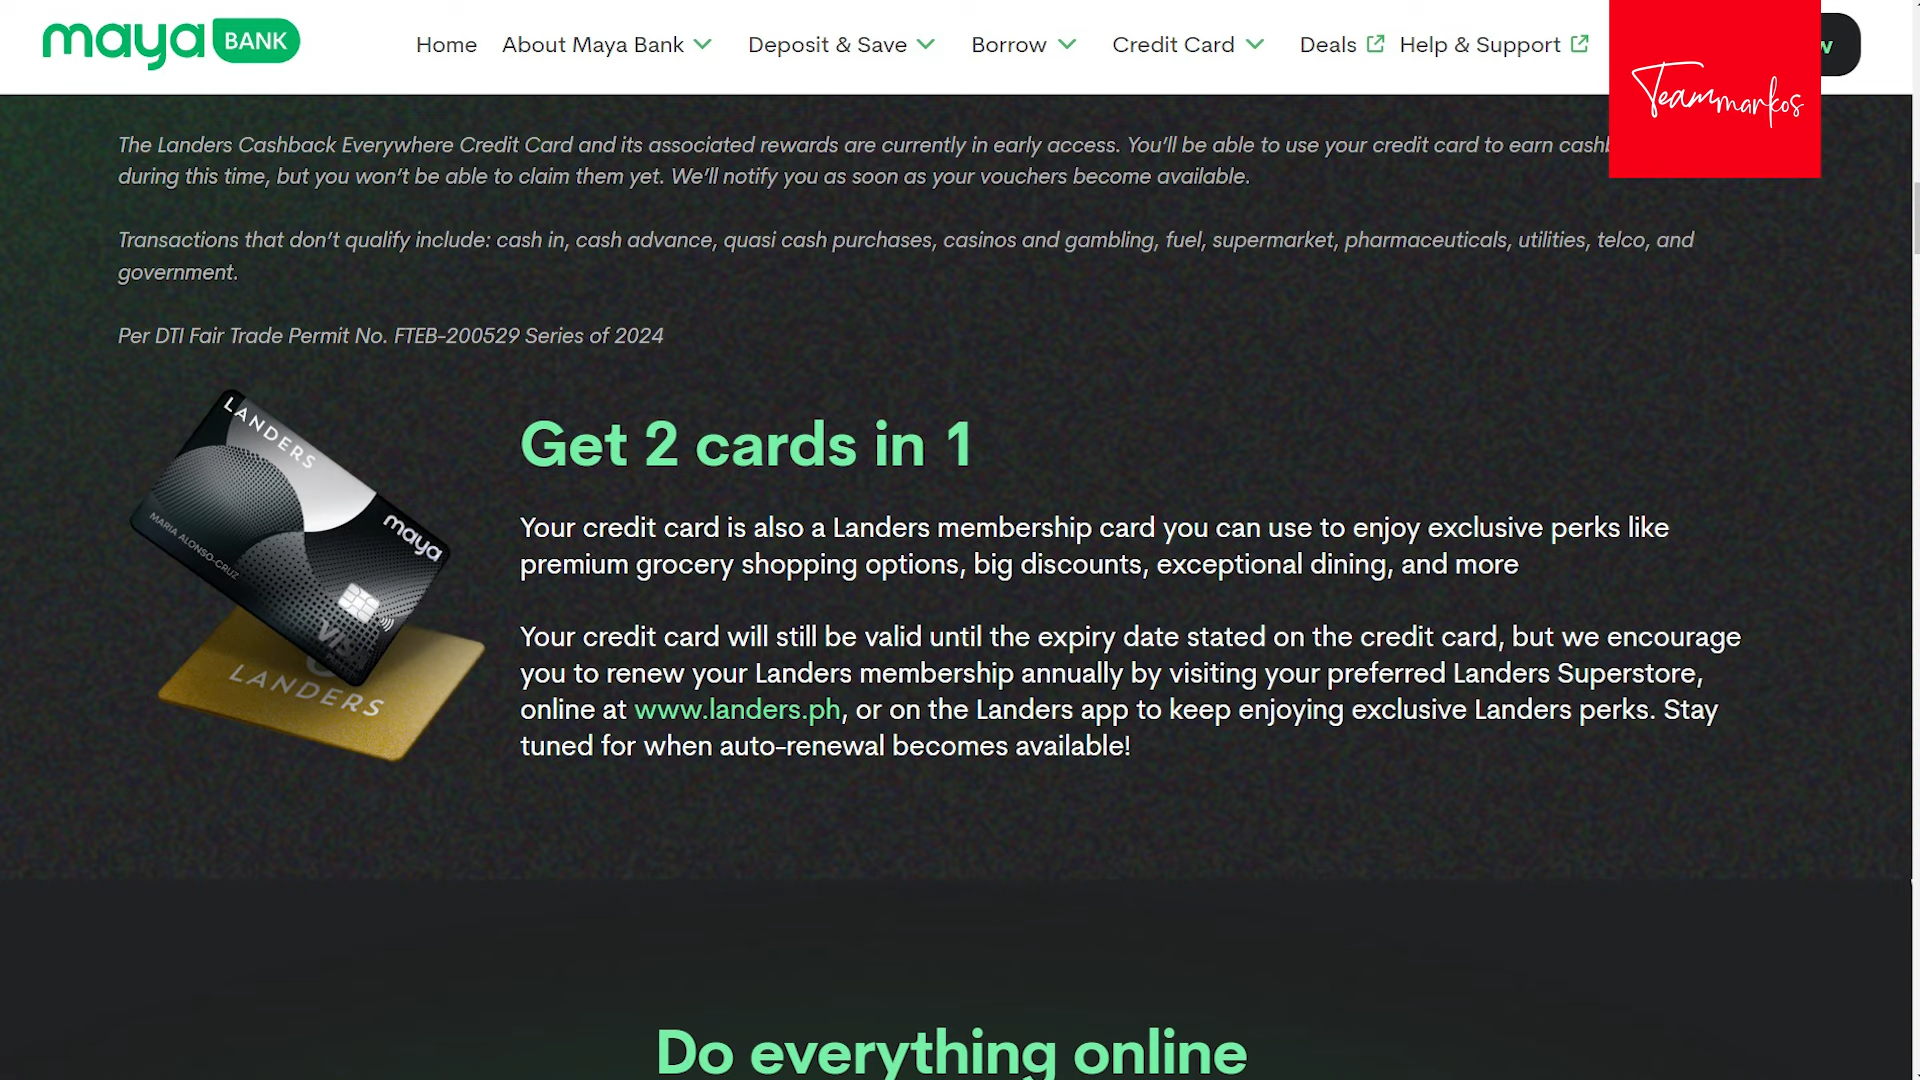 maya BANK
Home About Maya Bank Deposit & Save Borrow Credit Card Deals Help & Support
Teammarkos
The Landers Cashback Everywhere Credit Card and its associated rewards are currently in early access. You'll be able to use your credit card to earn
during this time, but you won't be able to claim them yet. We'll notify you as soon as your vouchers become available.
Transactions that don't qualify include: cash in, cash advance, quasi cash purchases, casinos and gambling, fuel, supermarket, pharmaceuticals, utilities, telco, and
government.
Per DTI Fair Trade Permit No. FTEB-200529 Series of 2024
LANDERS
maya
MARIA ALONSO-CRUZ
LANDERS
Get 2 cards in 1
Your credit card is also a Landers membership card you can use to enjoy exclusive perks like
premium grocery shopping options, big discounts, exceptional dining, and more
Your credit card will still be valid until the expiry date stated on the credit card, but we encourage
you to renew your Landers membership annually by visiting your preferred Landers Superstore,
online at www.landers.ph, or on the Landers app to keep enjoying exclusive Landers perks. Stay
tuned for when auto-renewal becomes available!
Do everything online